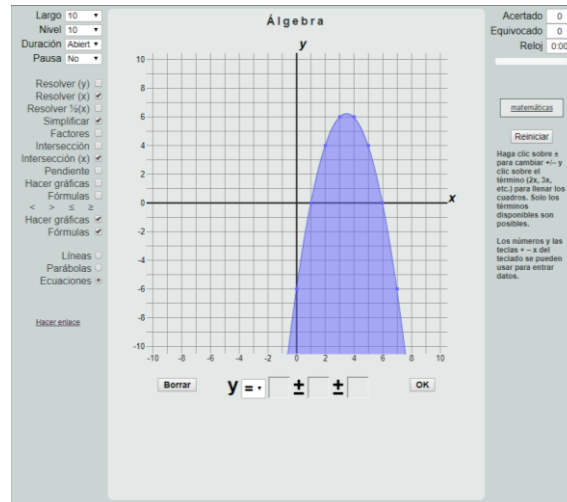 Largo 10
Nivel 10
Duración Abiert
Pausa No
Resolver (y)
Resolver (x)
Resolver ½(x)
Simplificar
Factores
Intersección
Intersección (x)
Pendiente
Hacer gráficas
Fórmulas
< > ≤ ≥
Hacer gráficas
Fórmulas
Líneas
Parábolas
Ecuaciones
Hacer enlace
Álgebra
y
10
8
6
4
2
0
-2
-4
-6
-8
-10
x
-10 -8 -6 -4 -2 0 2 4 6 8 10
Borrar
y = ± ±
OK
Acertado 0
Equivocado 0
Reloj 0:00
matemáticas
Reiniciar
Haga clic sobre ±
para cambiar +/– y
clic sobre el
término (2x, 3x,
etc.) para llenar los
cuadros. Solo los
términos
disponibles son
posibles.
Los números y las
teclas + – x del
teclado se pueden
usar para entrar
datos.